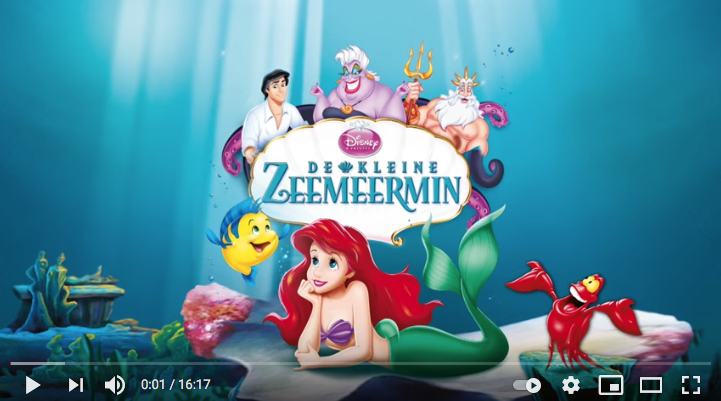 Disney
PRINCESS
DE KLEINE
ZEEMEERMIN
0:01 / 16:17